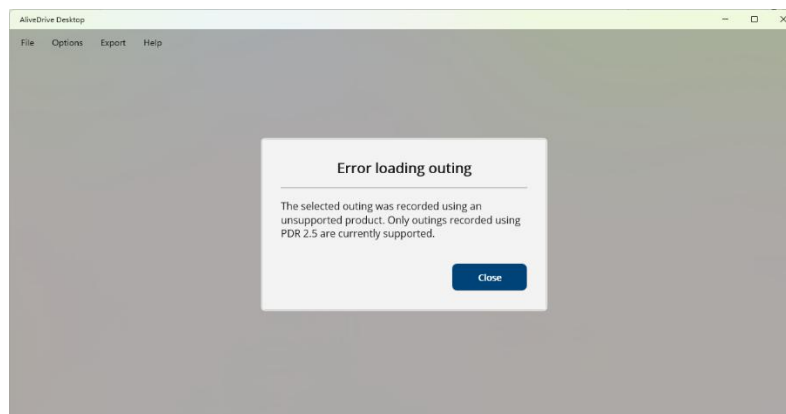 AliveDrive Desktop
File Options Export Help
Error loading outing
The selected outing was recorded using an
unsupported product. Only outings recorded using
PDR 2.5 are currently supported.
Close